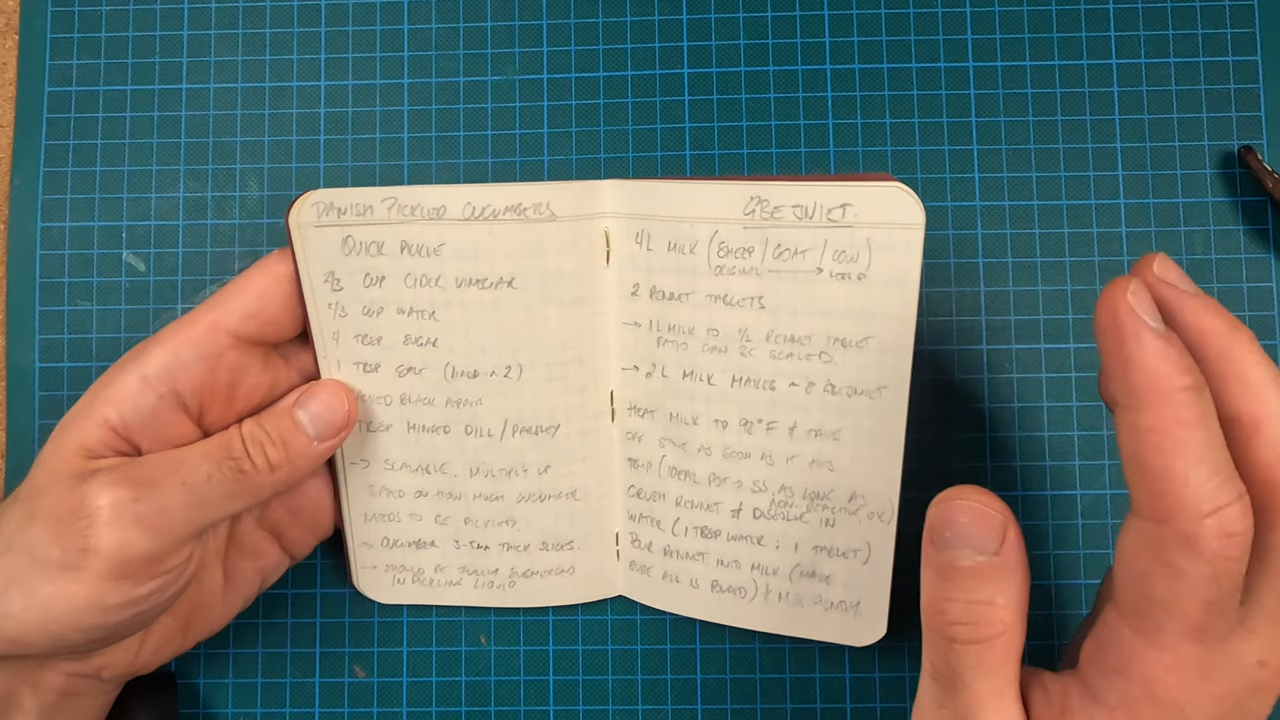 DANISH PICKLED CUCUMBERS
QUICK PICKLE
2/3 CUP CIDER VINEGAR
2/3 CUP WATER
4 TBSP SUGAR
1 TBSP SALT
BLACK PEPPER
TBSP MINCED DILL / PARSLEY
→ SCALABLE. MULTIPLY UP
BASED ON HOW MUCH CUCUMBER
NEEDS TO BE PICKLED.
→ CUCUMBER 3-5mm THICK SLICES.
→ SHOULD BE FULLY SUBMERGED
IN PICKLING LIQUID
GBEJNIET.
4L MILK (SHEEP / GOAT / COW)
ORIGINAL →
2 RENNET TABLETS
→ 1L MILK TO 1/2 RENNET TABLET
RATIO CAN BE SCALED.
→ 2L MILK MAKES ~ 8 GBEJNIET
HEAT MILK TO 98°F & TAKE
OFF STOVE AS SOON AS IT HITS
TEMP (IDEAL POT → SS. AS LONG AS
NON-REACTIVE, OK)
CRUSH RENNET & DISSOLVE IN
WATER (1 TBSP WATER : 1 TABLET)
POUR RENNET INTO MILK (MAKE
SURE ALL IS POURED) & MIX GENTLY.